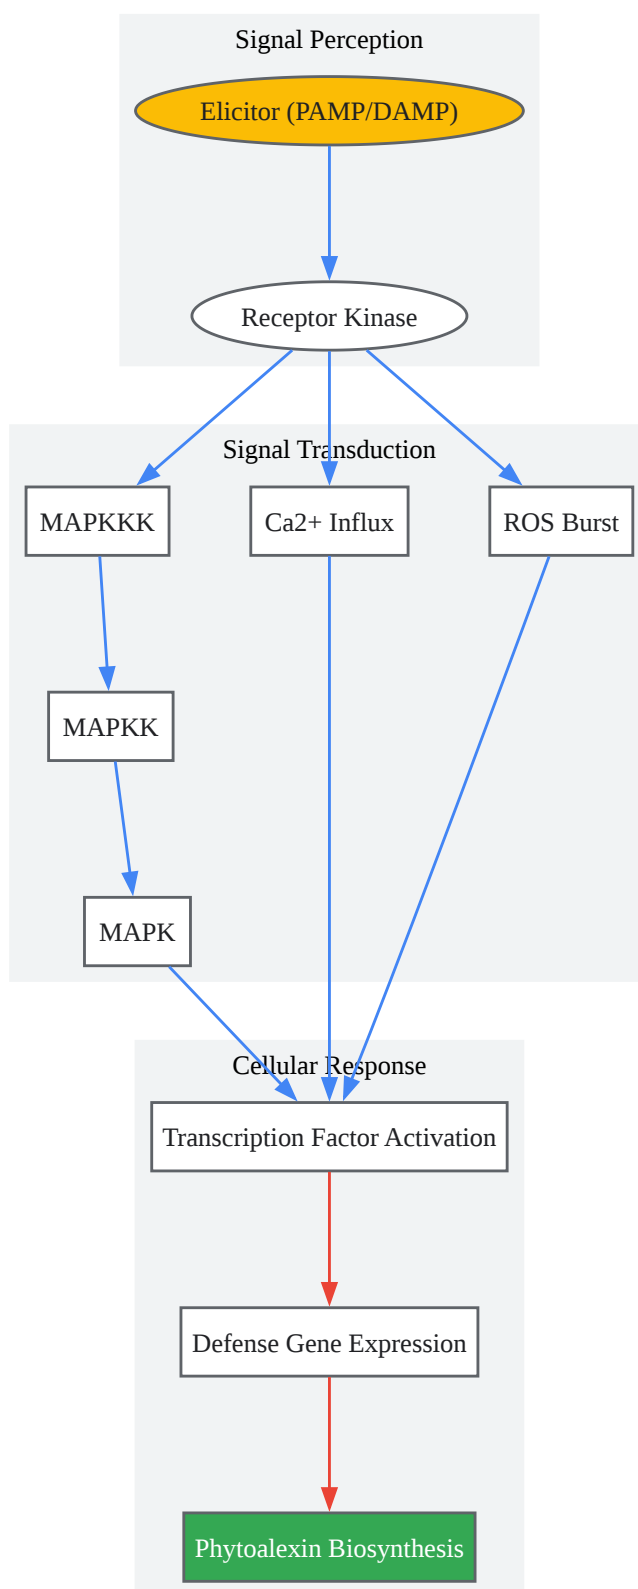 Signal Perception
Elicitor (PAMP/DAMP)
Receptor Kinase
Signal Transduction
MAPKKK
Ca2+ Influx
ROS Burst
MAPKK
MAPK
Cellular Response
Transcription Factor Activation
Defense Gene Expression
Phytoalexin Biosynthesis